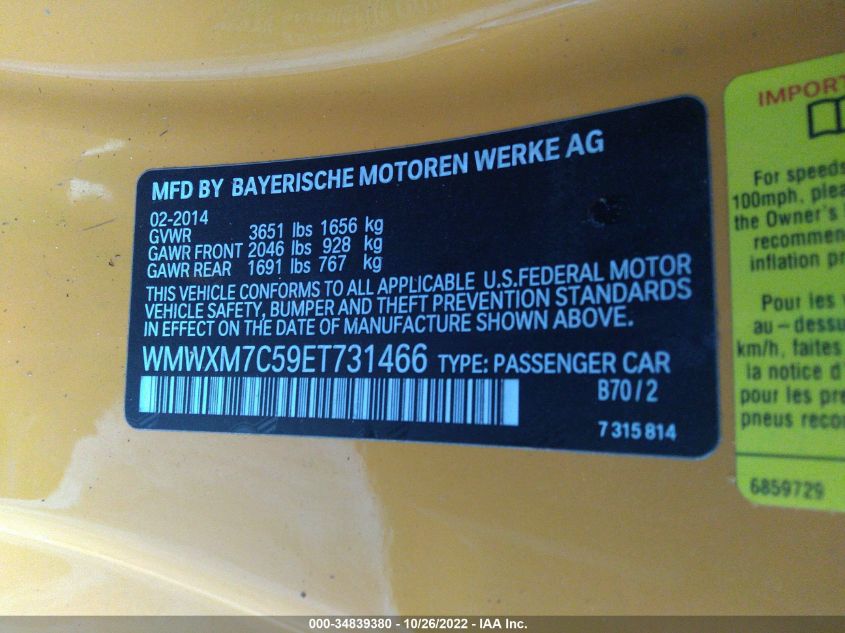 MFD BY BAYERISCHE MOTOREN WERKE AG
02-2014
GVWR 3651 lbs 1656 kg
GAWR FRONT 2046 lbs 928 kg
GAWR REAR 1691 lbs 767 kg
THIS VEHICLE CONFORMS TO ALL APPLICABLE U.S.FEDERAL MOTOR
VEHICLE SAFETY, BUMPER AND THEFT PREVENTION STANDARDS
IN EFFECT ON THE DATE OF MANUFACTURE SHOWN ABOVE.
WMWXM7C59ET731466 TYPE: PASSENGER CAR
B70/2
7 315 814
IMPORT
For speeds
100mph, plea
the Owner's
recommen
inflation pr
Pour les
au-dessu
km/h, faites
la notice d'
pour les pre
pneus recom
6859729
000-34839380 - 10/26/2022 - IAA Inc.